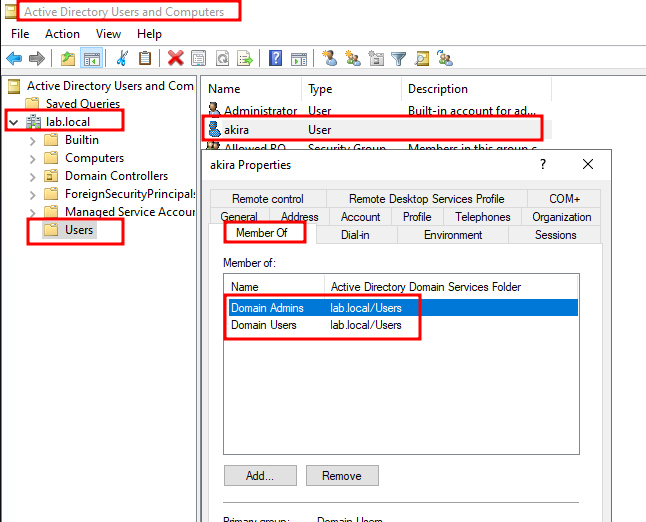 Active Directory Users and Computers
File Action View Help
Active Directory Users and Com
Saved Queries
lab.local
Builtin
Computers
Domain Controllers
ForeignSecurityPrincipals
Managed Service Accour
Users
Name Type Description
Administrator User Built-in account for ad...
akira User
Allowed RO Security Group Members in this group c
akira Properties ?
Remote control Remote Desktop Services Profile COM+
General Address Account Profile Telephones Organization
Member Of Dial-in Environment Sessions
Member of:
Name Active Directory Domain Services Folder
Domain Admins lab.local/Users
Domain Users lab.local/Users
Add... Remove
Primary group: Domain Users